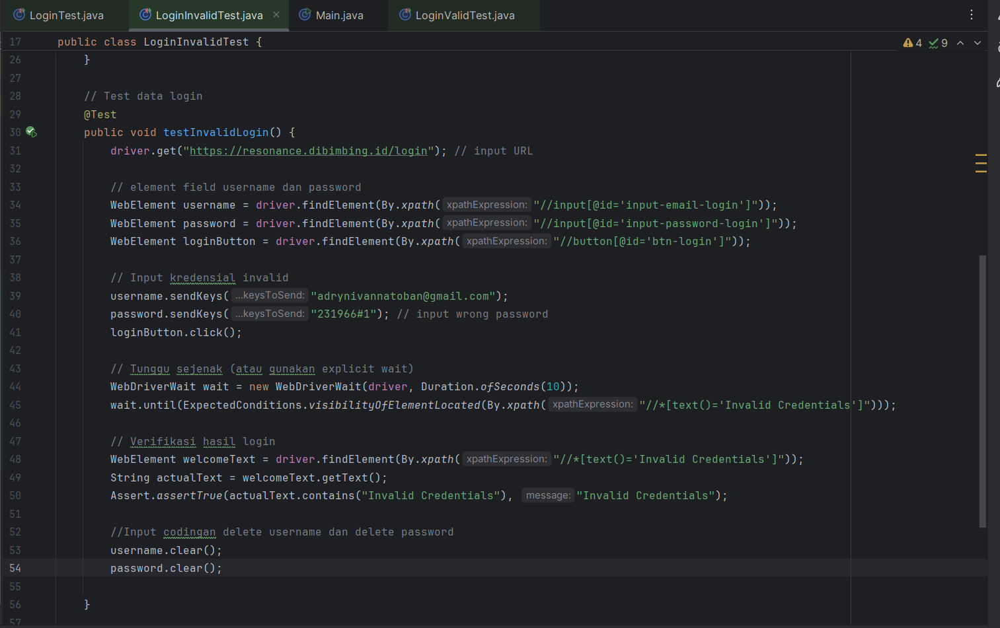 LoginTest.java LoginInvalidTest.java Main.java LoginValidTest.java
17 public class LoginInvalidTest { 4 9
26 }
27
28 // Test data login
29 @Test
30 public void testInvalidLogin() {
31 driver.get("https://resonance.dibimbing.id/login"); // input URL
32
33 // element field username dan password
34 WebElement username = driver.findElement(By.xpath( xpathExpression: "//input[@id='input-email-login']"));
35 WebElement password = driver.findElement(By.xpath( xpathExpression: "//input[@id='input-password-login']"));
36 WebElement loginButton = driver.findElement(By.xpath( xpathExpression: "//button[@id='btn-login']"));
37
38 // Input kredensial invalid
39 username.sendKeys( ...keysToSend: "adrynivannatoban@gmail.com");
40 password.sendKeys( ...keysToSend: "231966#1"); // input wrong password
41 loginButton.click();
42
43 // Tunggu sejenak (atau gunakan explicit wait)
44 WebDriverWait wait = new WebDriverWait(driver, Duration.ofSeconds(10));
45 wait.until(ExpectedConditions.visibilityOfElementLocated(By.xpath( xpathExpression: "//*[text()='Invalid Credentials']")));
46
47 // Verifikasi hasil login
48 WebElement welcomeText = driver.findElement(By.xpath( xpathExpression: "//*[text()='Invalid Credentials']"));
49 String actualText = welcomeText.getText();
50 Assert.assertTrue(actualText.contains("Invalid Credentials"), message: "Invalid Credentials");
51
52 //Input codingan delete username dan delete password
53 username.clear();
54 password.clear();
55
56 }
57